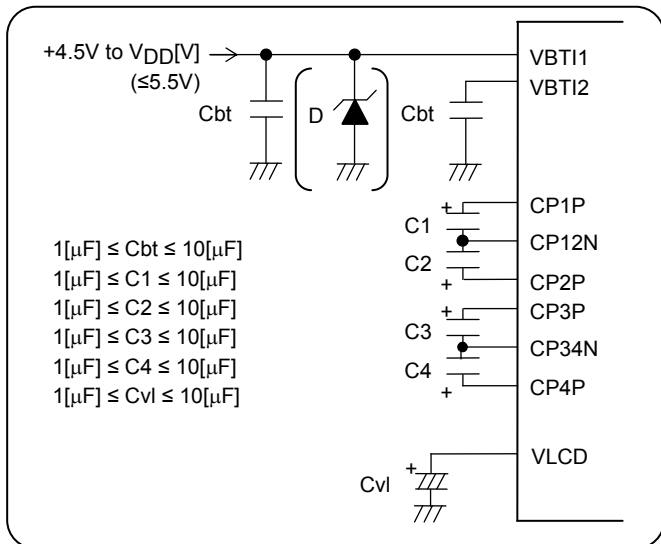 +4.5V to VDD[V]
(≤5.5V)
Cbt
D
Cbt
VBTI1
VBTI2
CP1P
C1
+
CP12N
C2
+
CP2P
CP3P
C3
+
CP34N
C4
+
CP4P
VLCD
Cvl
+
1[μF] ≤ Cbt ≤ 10[μF]
1[μF] ≤ C1 ≤ 10[μF]
1[μF] ≤ C2 ≤ 10[μF]
1[μF] ≤ C3 ≤ 10[μF]
1[μF] ≤ C4 ≤ 10[μF]
1[μF] ≤ Cvl ≤ 10[μF]